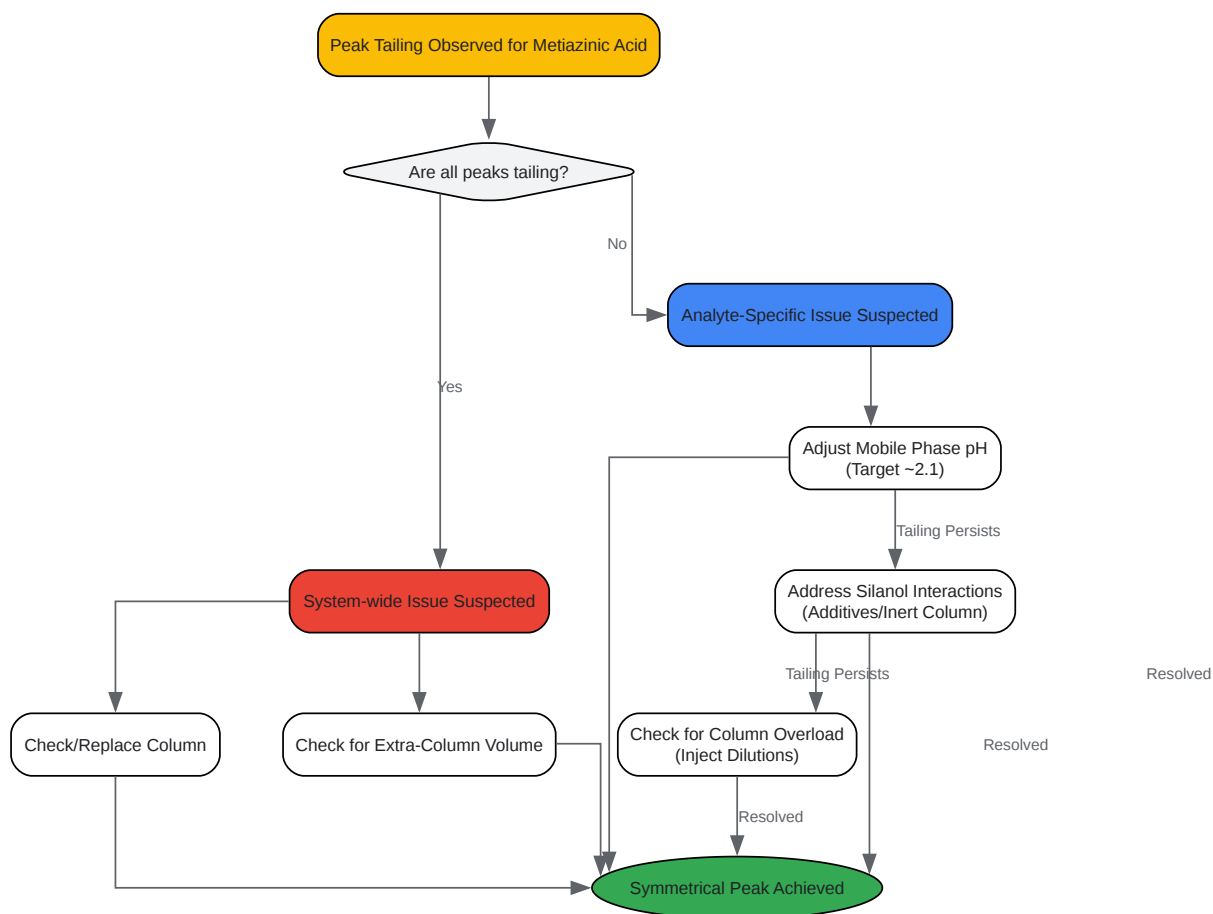 Peak Tailing Observed for Metiazinic Acid
Are all peaks tailing?
No
Analyte-Specific Issue Suspected
Yes
Adjust Mobile Phase pH
(Target ~2.1)
Tailing Persists
System-wide Issue Suspected
Address Silanol Interactions
(Additives/Inert Column)
Tailing Persists
Resolved
Check/Replace Column
Check for Extra-Column Volume
Check for Column Overload
(Inject Dilutions)
Resolved
Resolved
Symmetrical Peak Achieved